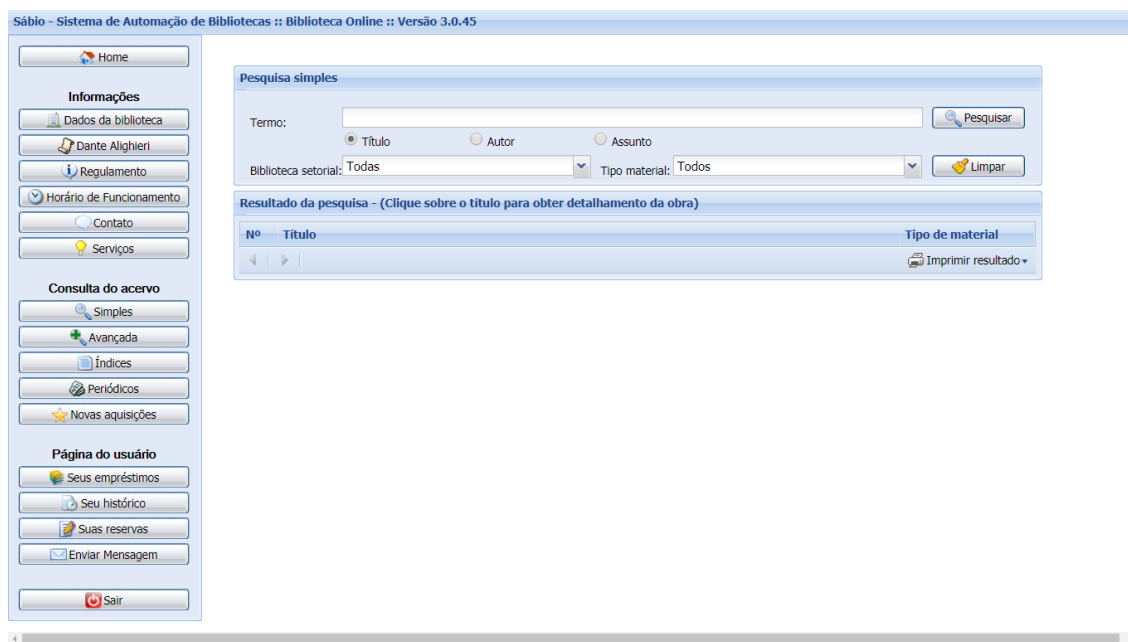 Sábio - Sistema de Automação de Bibliotecas :: Biblioteca Online :: Versão 3.0.45
Home
Informações
Dados da biblioteca
Dante Alighieri
Regulamento
Horário de Funcionamento
Contato
Serviços
Consulta do acervo
Simples
Avançada
Índices
Periódicos
Novas aquisições
Página do usuário
Seus empréstimos
Seu histórico
Suas reservas
Enviar Mensagem
Sair
Pesquisa simples
Termo: Pesquisar
Título Autor Assunto
Biblioteca setorial: Todas Tipo material: Todos Limpar
Resultado da pesquisa - (Clique sobre o título para obter detalhamento da obra)
Nº Título Tipo de material
Imprimir resultado